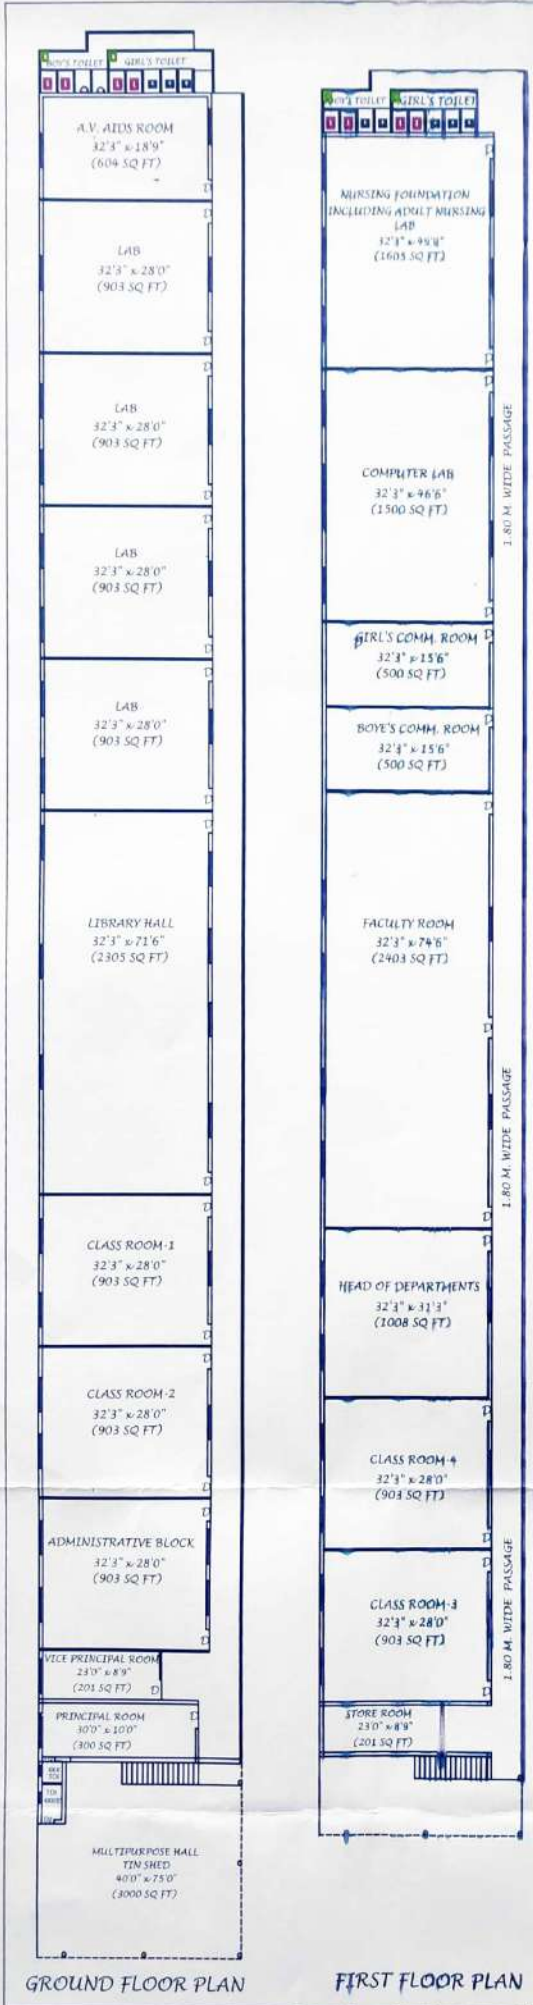 BOY'S TOILET
GIRL'S TOILET
A.V. AIDS ROOM
32'3" x 18'9"
(604 SQ FT)
LAB
32'3" x 28'0"
(903 SQ FT)
LAB
32'3" x 28'0"
(903 SQ FT)
LAB
32'3" x 28'0"
(903 SQ FT)
LAB
32'3" x 28'0"
(903 SQ FT)
LIBRARY HALL
32'3" x 71'6"
(2305 SQ FT)
CLASS ROOM-1
32'3" x 28'0"
(903 SQ FT)
CLASS ROOM-2
32'3" x 28'0"
(903 SQ FT)
ADMINISTRATIVE BLOCK
32'3" x 28'0"
(903 SQ FT)
VICE PRINCIPAL ROOM
23'0" x 8'9"
(201 SQ FT)
PRINCIPAL ROOM
30'0" x 10'0"
(300 SQ FT)
MULTIPURPOSE HALL
TIN SHED
40'0" x 75'0"
(3000 SQ FT)
GROUND FLOOR PLAN
BOY'S TOILET
GIRL'S TOILET
NURSING FOUNDATION
INCLUDING ADULT NURSING
LAB
(1605 SQ FT)
COMPUTER LAB
32'3" x 46'6"
(1500 SQ FT)
GIRL'S COMM. ROOM
32'3" x 15'6"
(500 SQ FT)
BOYE'S COMM. ROOM
32'3" x 15'6"
(500 SQ FT)
FACULTY ROOM
32'3" x 74'6"
(2403 SQ FT)
HEAD OF DEPARTMENTS
32'3" x 31'3"
(1008 SQ FT)
CLASS ROOM-4
32'3" x 28'0"
(903 SQ FT)
CLASS ROOM-3
32'3" x 28'0"
(903 SQ FT)
STORE ROOM
23'0" x 8'9"
(201 SQ FT)
1.80 M. WIDE PASSAGE
1.80 M. WIDE PASSAGE
1.80 M. WIDE PASSAGE
FIRST FLOOR PLAN